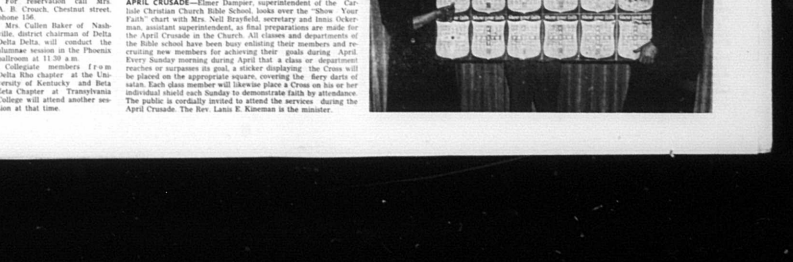 For reservation call Mrs.
A. B. Crouch, Chestnut street,
phone 156.
Mrs. Cullen Baker of Nash-
ville, district chairman of Delta
Delta Delta, will conduct the
alumnae session in the Phoenix
ballroom at 11:30 a.m.
Collegiate members from
Delta Rho chapter at the Uni-
versity of Kentucky and Beta
Zeta Chapter at Transylvania
College will attend another ses-
sion at that time.
APRIL CRUSADE—Elmer Dampier, superintendent of the Car-
lisle Christian Church Bible School, looks over the "Show Your
Faith" chart with Mrs. Nell Brayfield, secretary and Innis Ocker-
man, assistant superintendent, as final preparations are made for
the April Crusade in the Church. All classes and departments of
the Bible school have been busy enlisting their members and re-
cruiting new members for achieving their goals during April.
Every Sunday morning during April that a class or department
reaches or surpasses its goal, a sticker displaying the Cross will
be placed on the appropriate square, covering the fiery darts of
satan. Each class member will likewise place a Cross on his or her
individual shield each Sunday to demonstrate faith by attendance.
The public is cordially invited to attend the services during the
April Crusade. The Rev. Lanis E. Kineman is the minister.